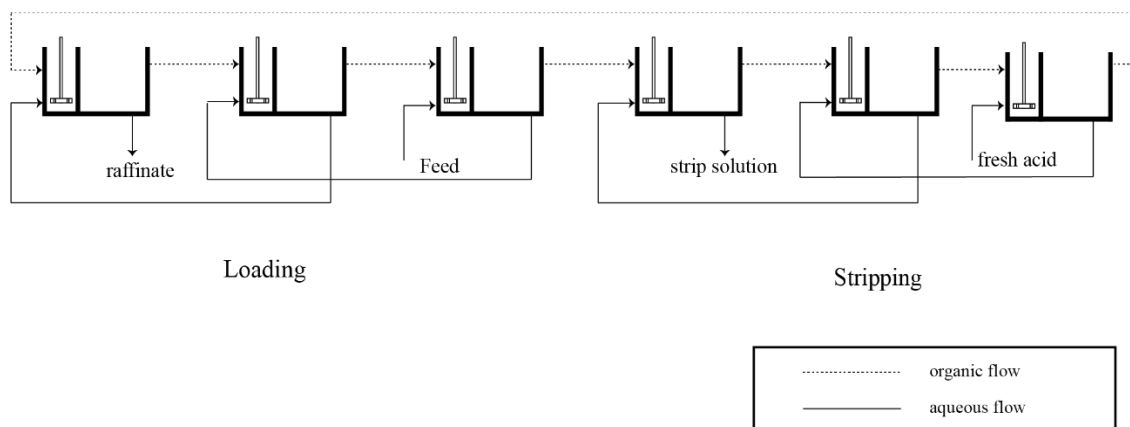 raffinate
Feed
strip solution
fresh acid
Loading
Stripping
organic flow
aqueous flow